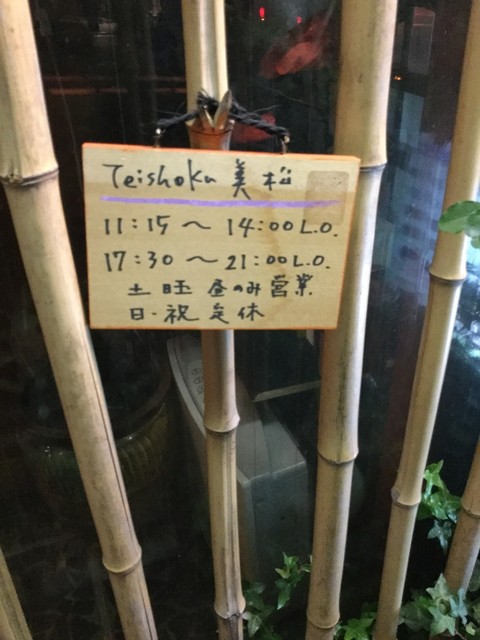 Teishoku 美松
11:15 〜 14:00 L.O.
17:30 〜 21:00 L.O.
土旺 昼のみ営業
日・祝 定休